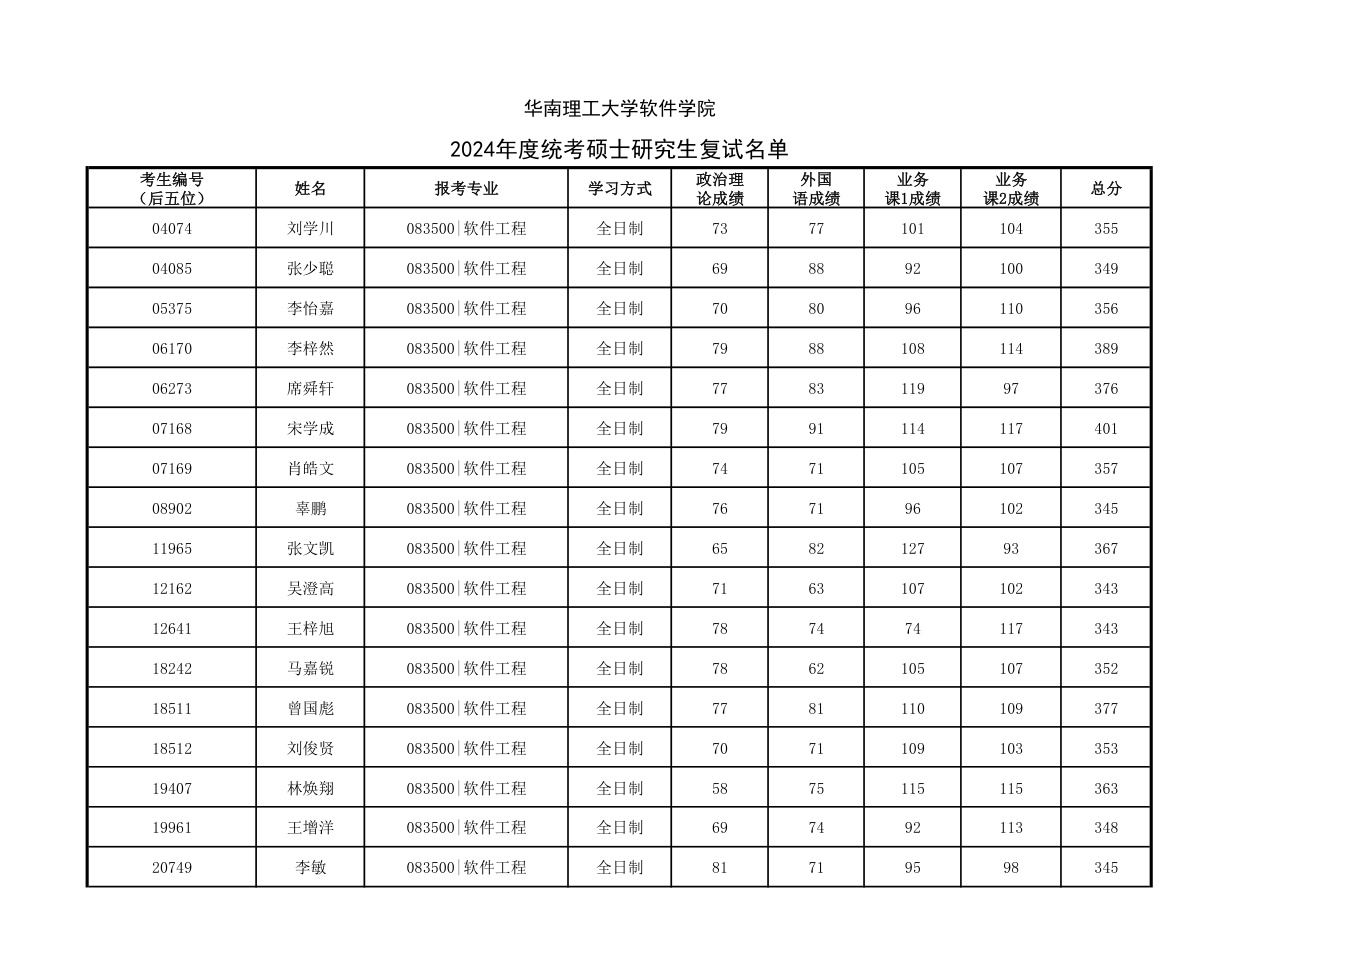 华南理工大学软件学院
2024年度统考硕士研究生复试名单
考生编号（后五位） 姓名 报考专业 学习方式 政治理论成绩 外国语成绩 业务课1成绩 业务课2成绩 总分
04074 刘学川 083500|软件工程 全日制 73 77 101 104 355
04085 张少聪 083500|软件工程 全日制 69 88 92 100 349
05375 李怡嘉 083500|软件工程 全日制 70 80 96 110 356
06170 李梓然 083500|软件工程 全日制 79 88 108 114 389
06273 席舜轩 083500|软件工程 全日制 77 83 119 97 376
07168 宋学成 083500|软件工程 全日制 79 91 114 117 401
07169 肖皓文 083500|软件工程 全日制 74 71 105 107 357
08902 辜鹏 083500|软件工程 全日制 76 71 96 102 345
11965 张文凯 083500|软件工程 全日制 65 82 127 93 367
12162 吴澄高 083500|软件工程 全日制 71 63 107 102 343
12641 王梓旭 083500|软件工程 全日制 78 74 74 117 343
18242 马嘉锐 083500|软件工程 全日制 78 62 105 107 352
18511 曾国彪 083500|软件工程 全日制 77 81 110 109 377
18512 刘俊贤 083500|软件工程 全日制 70 71 109 103 353
19407 林焕翔 083500|软件工程 全日制 58 75 115 115 363
19961 王增洋 083500|软件工程 全日制 69 74 92 113 348
20749 李敏 083500|软件工程 全日制 81 71 95 98 345